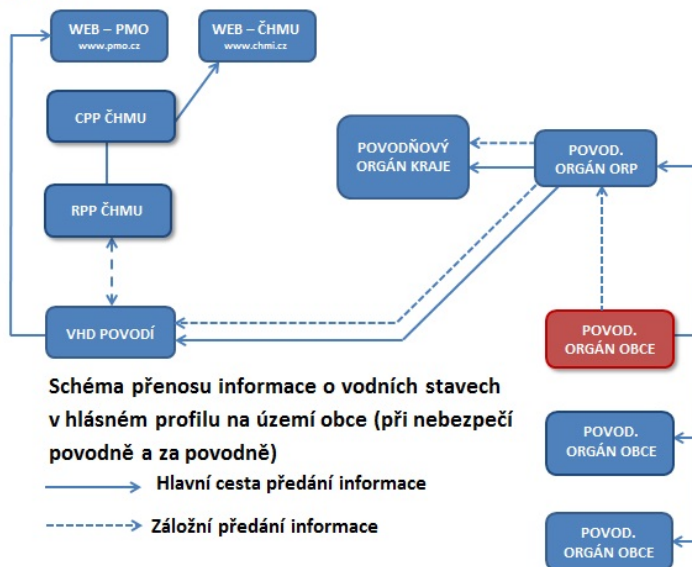 WEB – PMO
www.pmo.cz
WEB – ČHMU
www.chmi.cz
CPP ČHMU
RPP ČHMU
VHD POVODÍ
POVODŇOVÝ
ORGÁN KRAJE
POVOD.
ORGÁN ORP
POVOD.
ORGÁN OBCE
POVOD.
ORGÁN OBCE
POVOD.
ORGÁN OBCE
Schéma přenosu informace o vodních stavech
v hlásném profilu na území obce (při nebezpečí
povodně a za povodně)
Hlavní cesta předání informace
Záložní předání informace